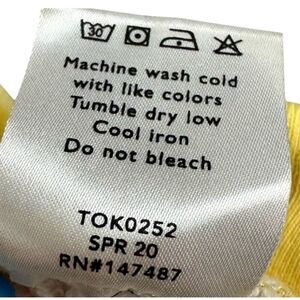 30
Machine wash cold
with like colors
Tumble dry low
Cool iron
Do not bleach
TOK0252
SPR 20
RN#147487